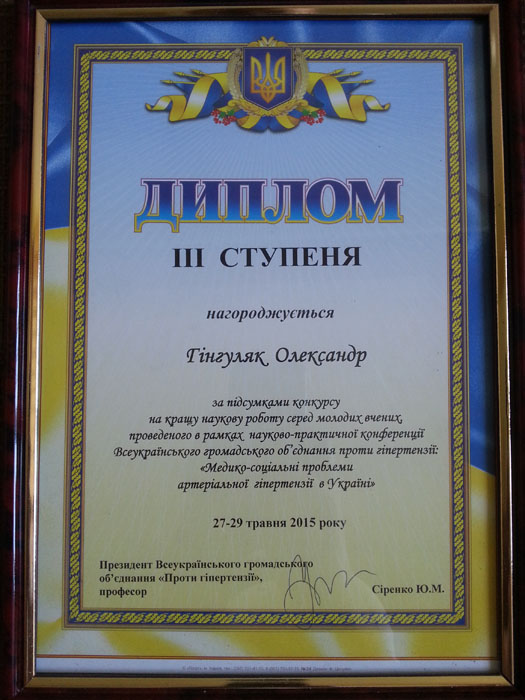 ДИПЛОМ
III СТУПЕНЯ
нагороджується
Гінгуляк Олександр
за підсумками конкурсу
на кращу наукову роботу серед молодих вчених,
проведеного в рамках науково-практичної конференції
Всеукраїнського громадського об'єднання проти гіпертензії:
«Медико-соціальні проблеми
артеріальної гіпертензії в Україні»
27-29 травня 2015 року
Президент Всеукраїнського громадського
об'єднання «Проти гіпертензії»,
професор Сіренко Ю.М.